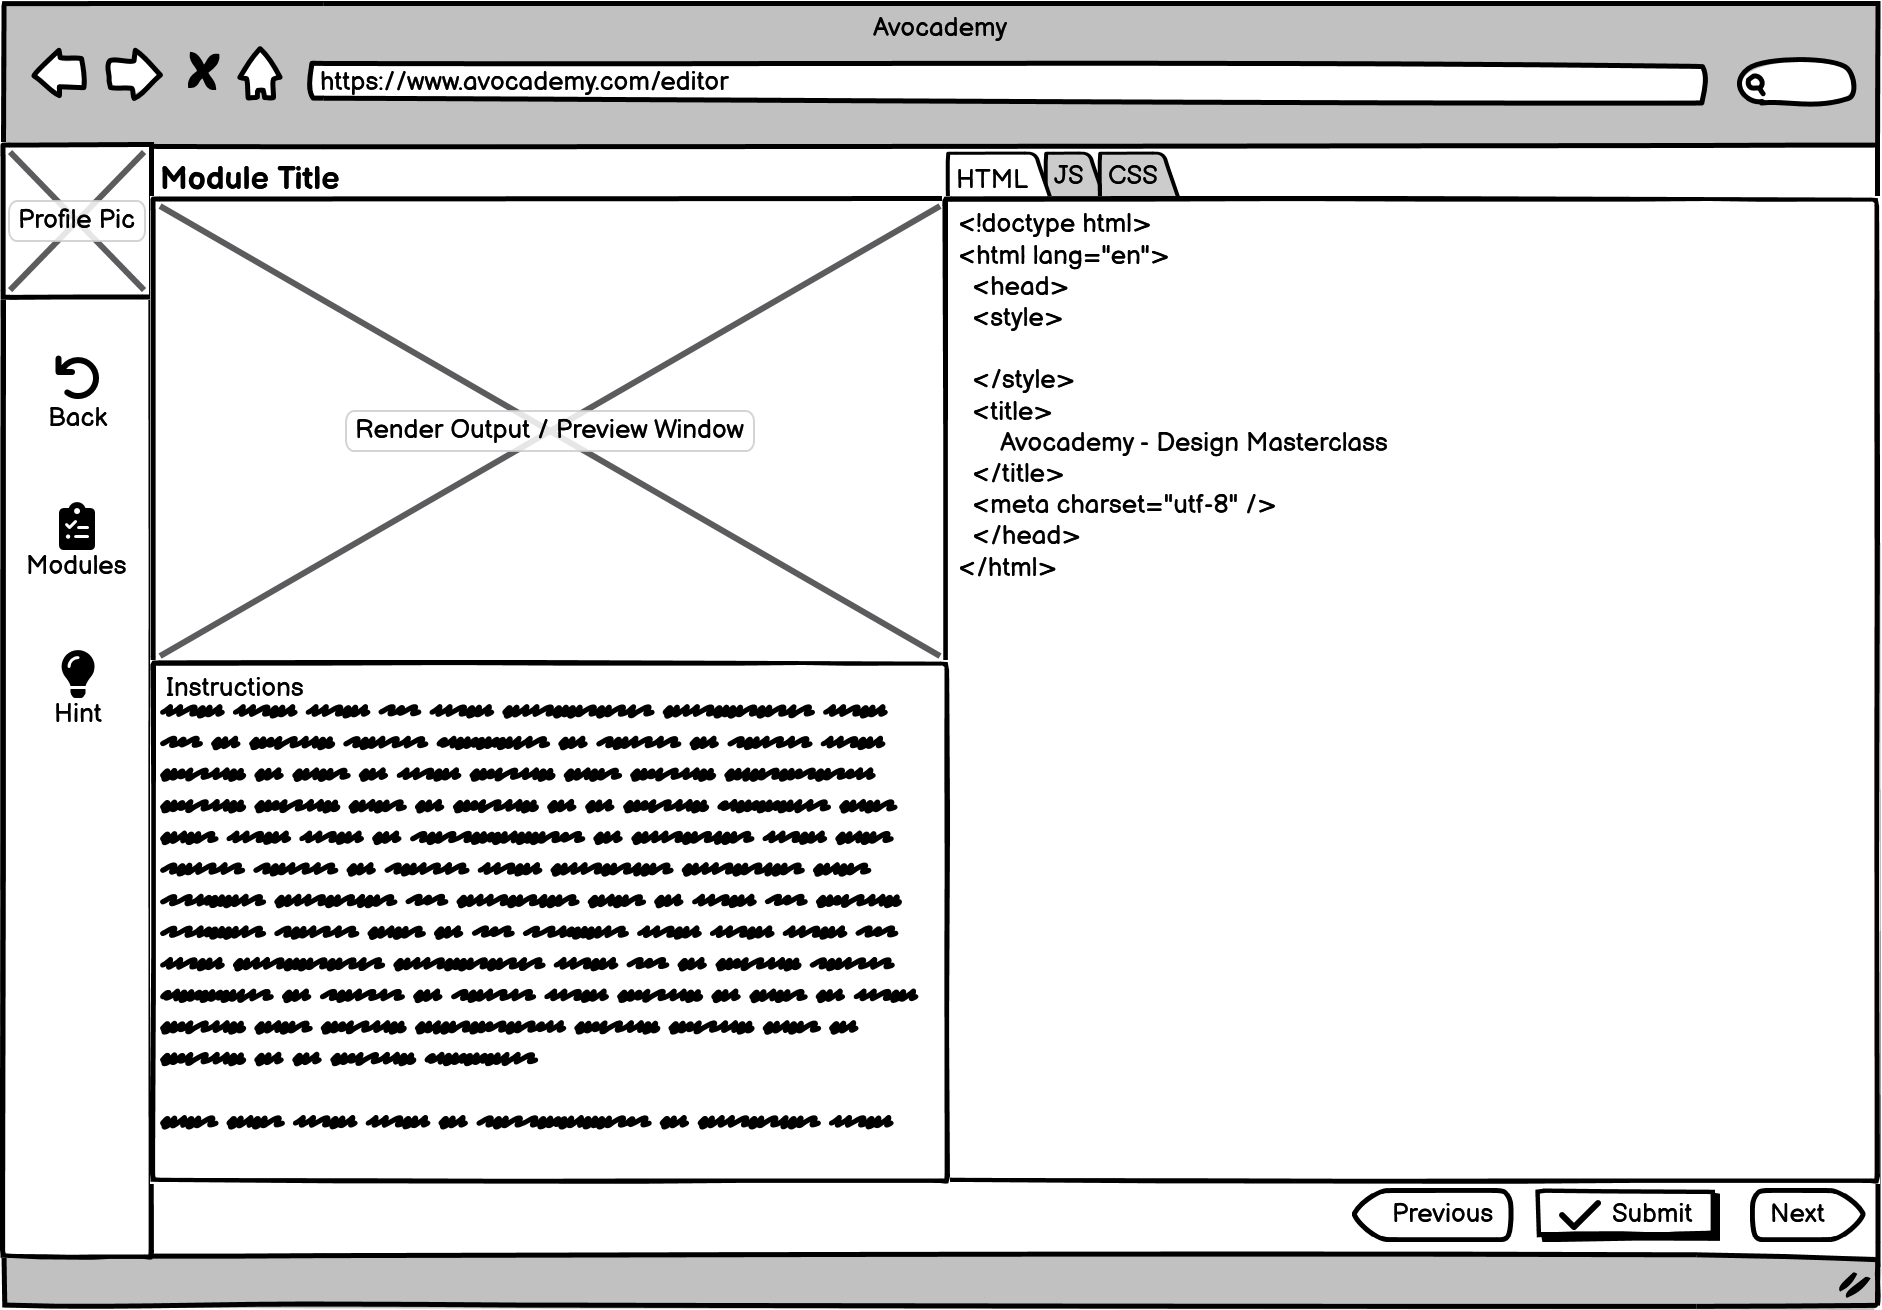 Avocademy
https://www.avocademy.com/editor
Profile Pic
Back
Modules
Hint
Module Title
Render Output / Preview Window
Instructions
HTML JS CSS
<!doctype html>
<html lang="en">
<head>
<style>
</style>
<title>
Avocademy - Design Masterclass
</title>
<meta charset="utf-8" />
</head>
</html>
Previous
Submit
Next